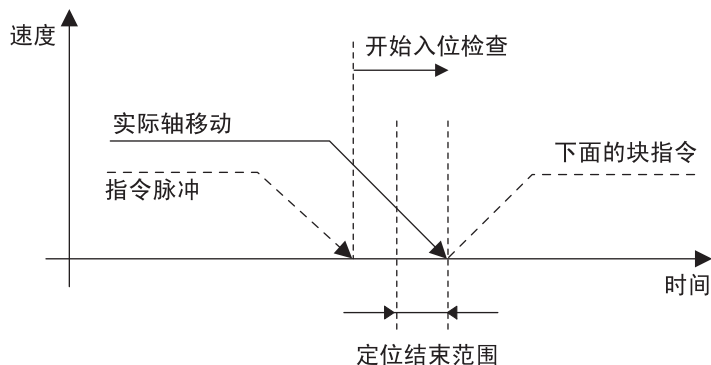 速度
开始入位检查
实际轴移动
下面的块指令
指令脉冲
时间
定位结束范围